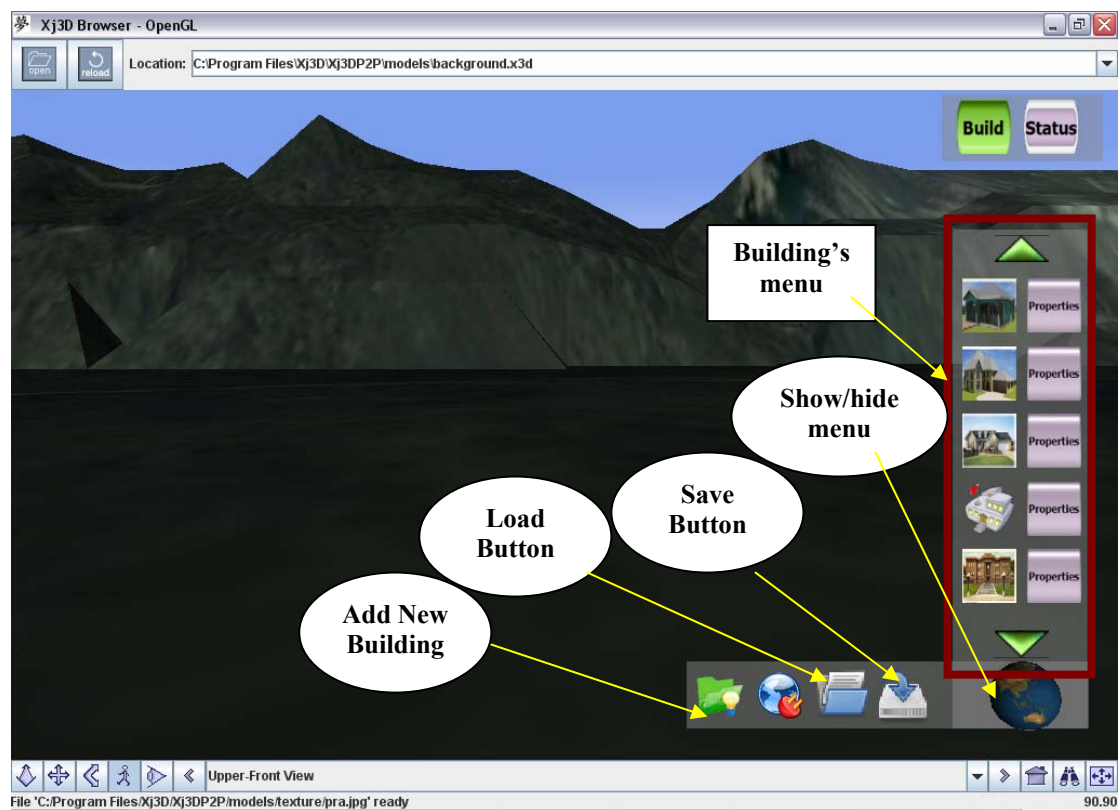 Xj3D Browser - OpenGL
open
reload
Location:
C:\Program Files\Xj3D\Xj3DP2P\models\background.x3d
Build
Status
Building’s
menu
Properties
Properties
Show/hide
menu
Properties
Save
Button
Load
Button
Properties
Properties
Add New
Building
Upper-Front View
File 'C:/Program Files/Xj3D/Xj3DP2P/models/texture/pra.jpg' ready
90.90